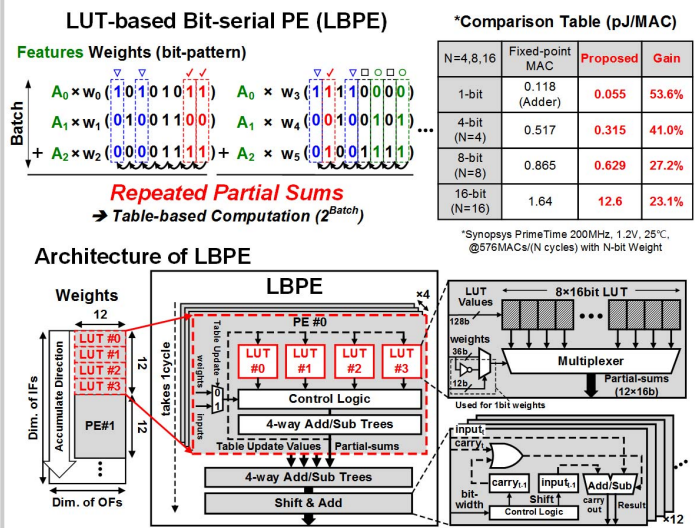 LUT-based Bit-serial PE (LBPE)
Features Weights (bit-pattern)
Batch
A0 × w0 (1 0 1 0 1 0 1 1)
A1 × w1 (0 1 0 0 1 1 0 0)
+ A2 × w2 (0 0 0 0 1 1 1 1)
A0 × w3 (1 1 1 1 0 0 0 0)
A1 × w4 (0 0 1 0 0 1 0 1)
+ A2 × w5 (0 1 0 0 1 1 1 1)
...
Repeated Partial Sums
➔ Table-based Computation (2^Batch)
*Comparison Table (pJ/MAC)
N=4,8,16 Fixed-point MAC Proposed Gain
1-bit 0.118 (Adder) 0.055 53.6%
4-bit (N=4) 0.517 0.315 41.0%
8-bit (N=8) 0.865 0.629 27.2%
16-bit (N=16) 1.64 12.6 23.1%
*Synopsys PrimeTime 200MHz, 1.2V, 25℃,
@576MACs/(N cycles) with N-bit Weight
Architecture of LBPE
Weights
12
LUT #0
LUT #1
LUT #2
LUT #3
12
PE#1
12
Accumulate Direction
Dim. of IFs
Dim. of OFs
LBPE
×4
takes 1cycle
PE #0
Table Update
weights
inputs
0
1
LUT #0
LUT #1
LUT #2
LUT #3
Control Logic
4-way Add/Sub Trees
Table Update Values
Partial-sums
4-way Add/Sub Trees
Shift & Add
LUT Values
8×16bit LUT
128b
weights
36b
12b
Multiplexer
Partial-sums
(12×16b)
Used for 1bit weights
input t
carry t
carry t-1
input t-1
Add/Sub
bit-width
Shift
Control Logic
carry out
Result
×12